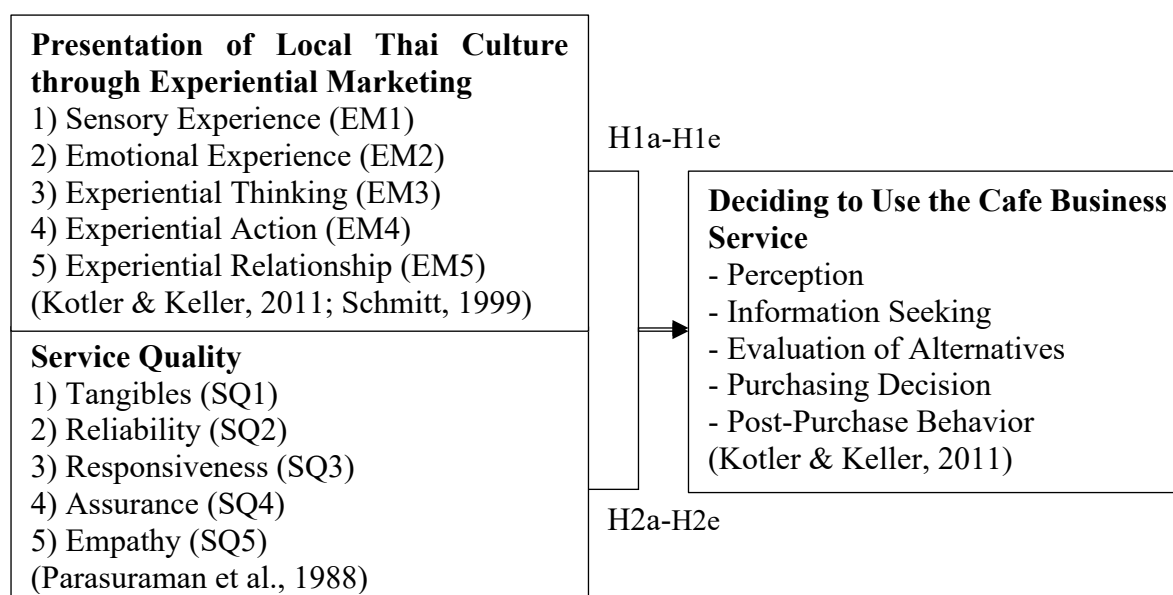 Presentation of Local Thai Culture
through Experiential Marketing
1) Sensory Experience (EM1)
2) Emotional Experience (EM2)
3) Experiential Thinking (EM3)
4) Experiential Action (EM4)
5) Experiential Relationship (EM5)
(Kotler & Keller, 2011; Schmitt, 1999)
Service Quality
1) Tangibles (SQ1)
2) Reliability (SQ2)
3) Responsiveness (SQ3)
4) Assurance (SQ4)
5) Empathy (SQ5)
(Parasuraman et al., 1988)
H1a-H1e
H2a-H2e
Deciding to Use the Cafe Business
Service
- Perception
- Information Seeking
- Evaluation of Alternatives
- Purchasing Decision
- Post-Purchase Behavior
(Kotler & Keller, 2011)